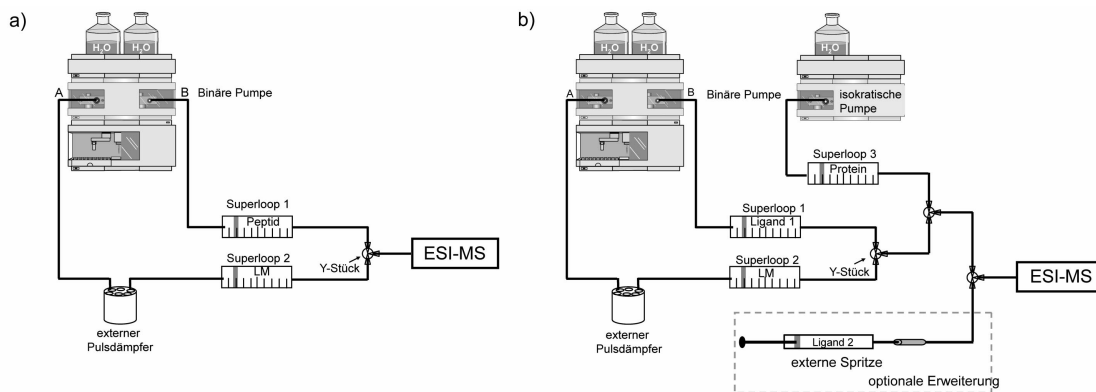 a)
H2O H2O
A B Binäre Pumpe
Superloop 1
Peptid
Superloop 2
LM
Y-Stück
ESI-MS
externer
Pulsdämpfer
b)
H2O H2O
H2O
A B Binäre Pumpe
isokratische
Pumpe
Superloop 3
Protein
Superloop 1
Ligand 1
Superloop 2
LM
Y-Stück
ESI-MS
externer
Pulsdämpfer
Ligand 2
externe Spritze
optionale Erweiterung